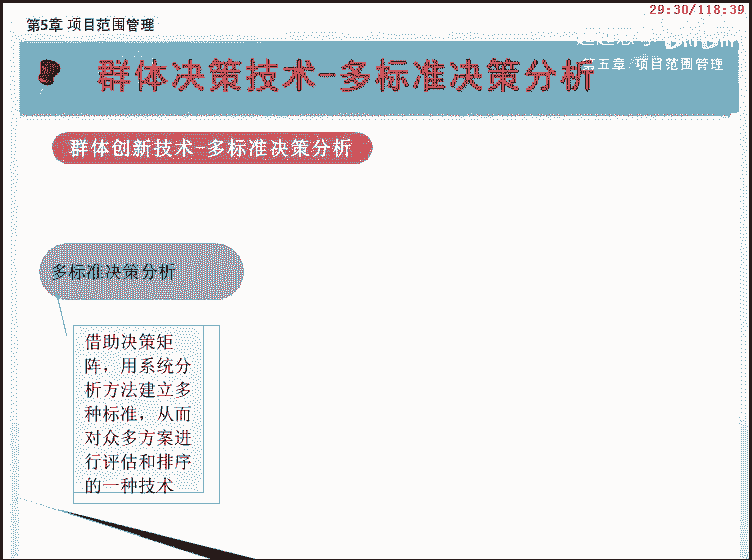 29:30/118:39
第5章 项目范围管理
群体决策技术-多标准决策分析
第五章 项目范围管理
群体创新技术-多标准决策分析
多标准决策分析
借助决策矩
阵，用系统分
析方法建立多
种标准，从而
对众多方案进
行评估和排序
的一种技术